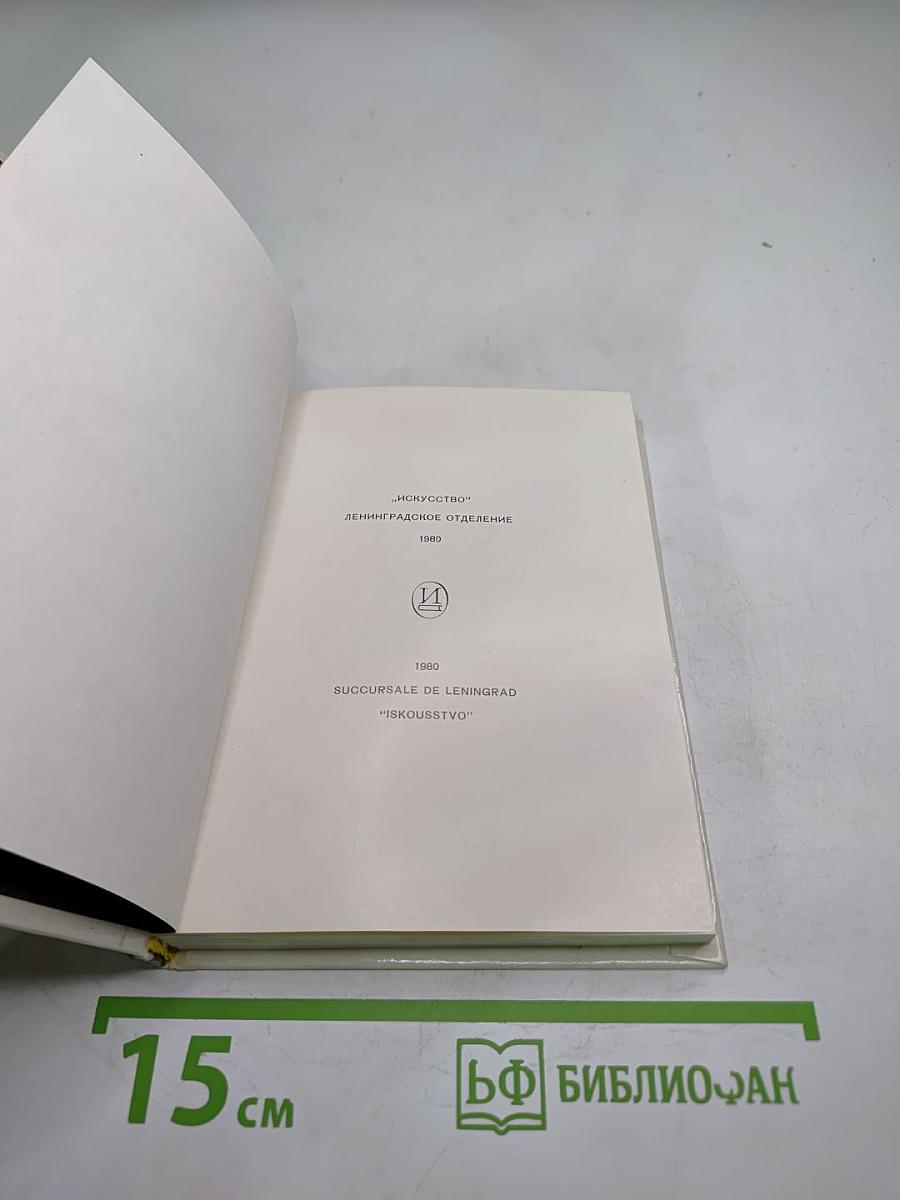 „ИСКУССТВО“
ЛЕНИНГРАДСКОЕ ОТДЕЛЕНИЕ
1980
И
1980
SUCCURSALE DE LENINGRAD
“ISKOUSSTVO”
15 см
БФ БИБЛИОФАН